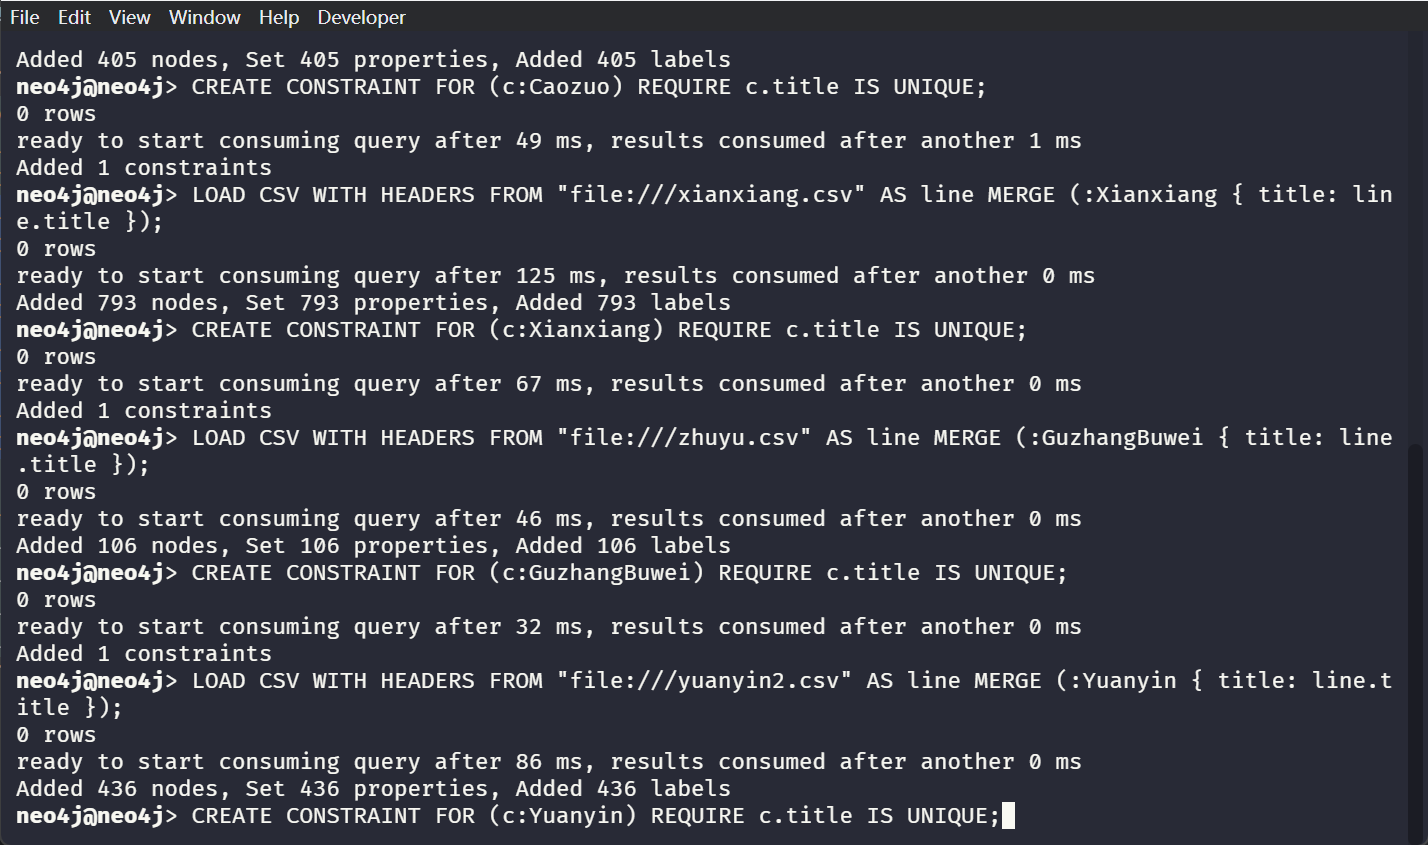 File Edit View Window Help Developer
Added 405 nodes, Set 405 properties, Added 405 labels
neo4j@neo4j> CREATE CONSTRAINT FOR (c:Caozuo) REQUIRE c.title IS UNIQUE;
0 rows
ready to start consuming query after 49 ms, results consumed after another 1 ms
Added 1 constraints
neo4j@neo4j> LOAD CSV WITH HEADERS FROM "file:///xianxiang.csv" AS line MERGE (:Xianxiang { title: lin
e.title });
0 rows
ready to start consuming query after 125 ms, results consumed after another 0 ms
Added 793 nodes, Set 793 properties, Added 793 labels
neo4j@neo4j> CREATE CONSTRAINT FOR (c:Xianxiang) REQUIRE c.title IS UNIQUE;
0 rows
ready to start consuming query after 67 ms, results consumed after another 0 ms
Added 1 constraints
neo4j@neo4j> LOAD CSV WITH HEADERS FROM "file:///zhuyu.csv" AS line MERGE (:GuzhangBuwei { title: line
.title });
0 rows
ready to start consuming query after 46 ms, results consumed after another 0 ms
Added 106 nodes, Set 106 properties, Added 106 labels
neo4j@neo4j> CREATE CONSTRAINT FOR (c:GuzhangBuwei) REQUIRE c.title IS UNIQUE;
0 rows
ready to start consuming query after 32 ms, results consumed after another 0 ms
Added 1 constraints
neo4j@neo4j> LOAD CSV WITH HEADERS FROM "file:///yuanyin2.csv" AS line MERGE (:Yuanyin { title: line.t
itle });
0 rows
ready to start consuming query after 86 ms, results consumed after another 0 ms
Added 436 nodes, Set 436 properties, Added 436 labels
neo4j@neo4j> CREATE CONSTRAINT FOR (c:Yuanyin) REQUIRE c.title IS UNIQUE;